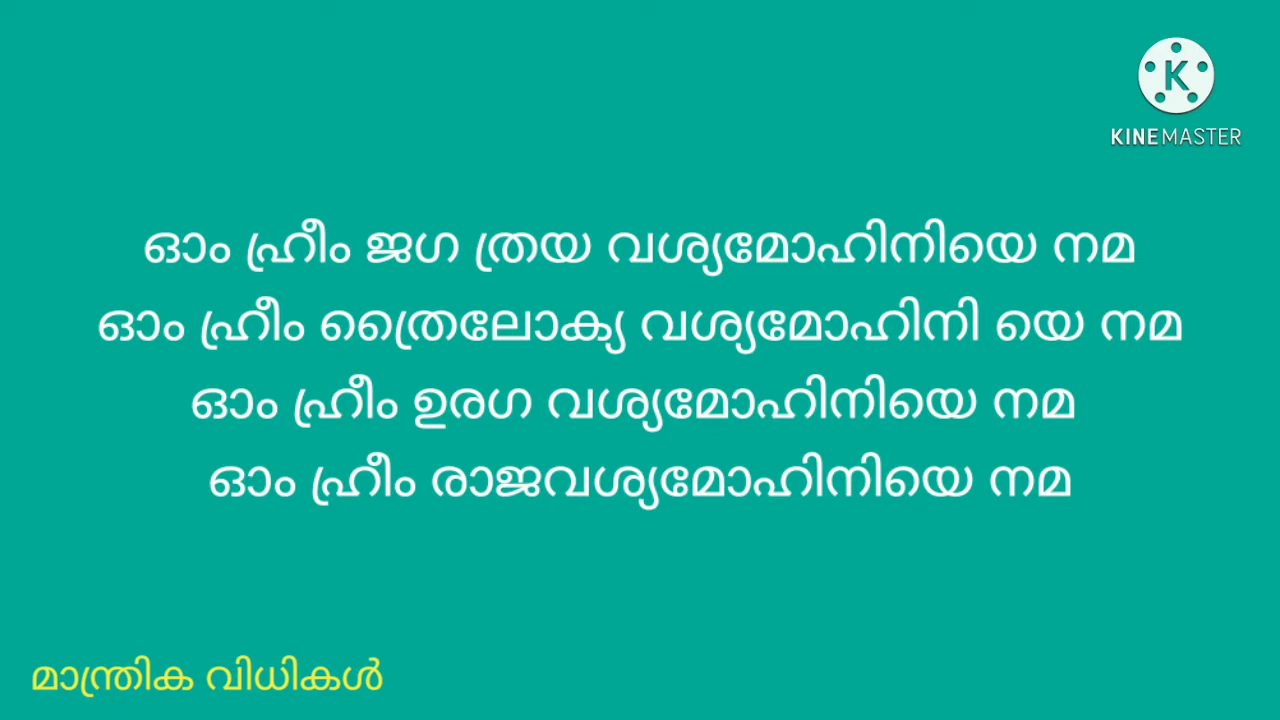 KINEMASTER
ഓം ഹ്രീം ജഗ ത്രയ വശ്യമോഹിനിയെ നമ
ഓം ഹ്രീം ത്രൈലോക്യ വശ്യമോഹിനി യെ നമ
ഓം ഹ്രീം ഉരഗ വശ്യമോഹിനിയെ നമ
ഓം ഹ്രീം രാജവശ്യമോഹിനിയെ നമ
മാന്ത്രിക വിധികൾ